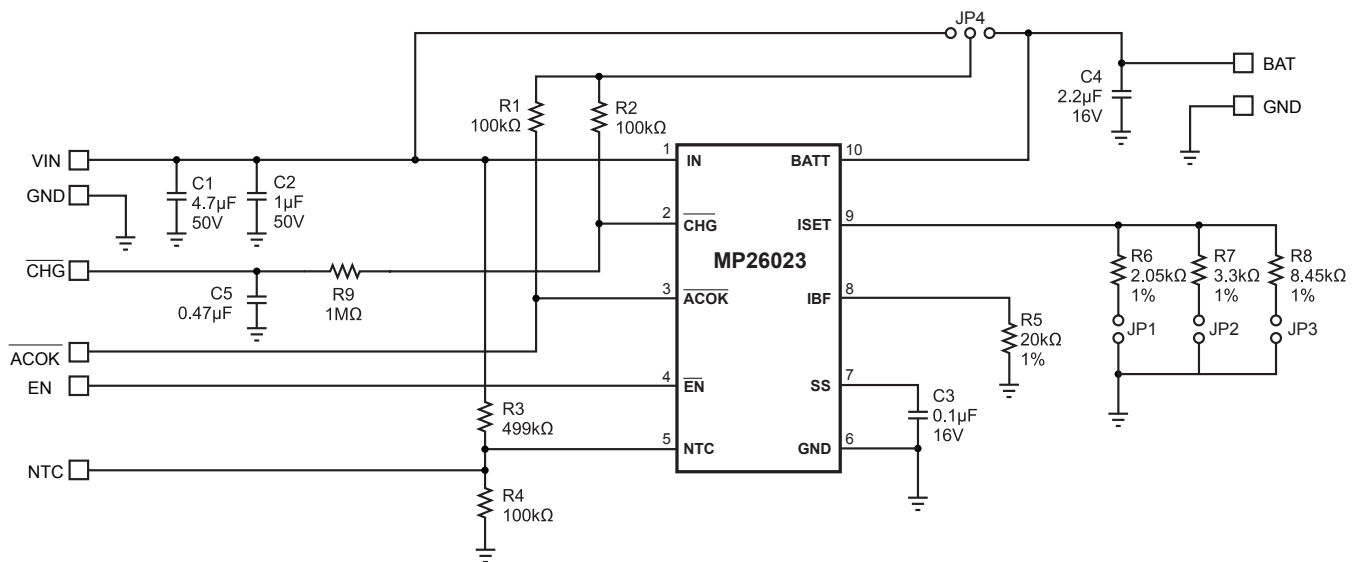 JP4
BAT
C4
2.2µF
16V
GND
R1
100kΩ
R2
100kΩ
VIN
GND
C1
4.7µF
50V
C2
1µF
50V
1
IN
BATT
10
2
CHG
ISET
9
MP26023
CHG
C5
0.47µF
R9
1MΩ
3
ACOK
IBF
8
R6
2.05kΩ
1%
R7
3.3kΩ
1%
R8
8.45kΩ
1%
JP1
JP2
JP3
R5
20kΩ
1%
ACOK
EN
4
EN
SS
7
C3
0.1µF
16V
R3
499kΩ
5
NTC
GND
6
NTC
R4
100kΩ